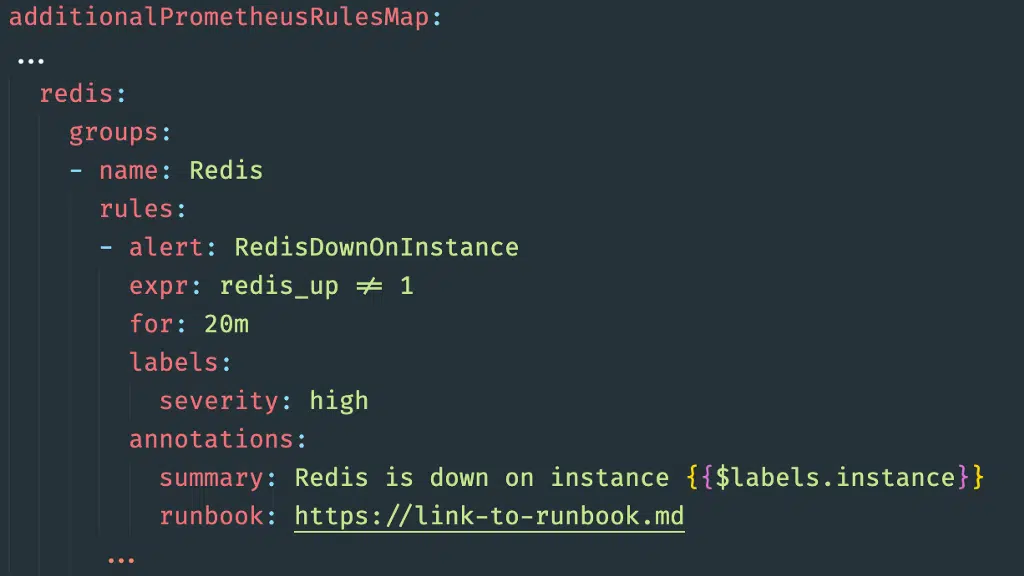 additionalPrometheusRulesMap:
...
redis:
groups:
- name: Redis
rules:
- alert: RedisDownOnInstance
expr: redis_up != 1
for: 20m
labels:
severity: high
annotations:
summary: Redis is down on instance {{$labels.instance}}
runbook: https://link-to-runbook.md
...